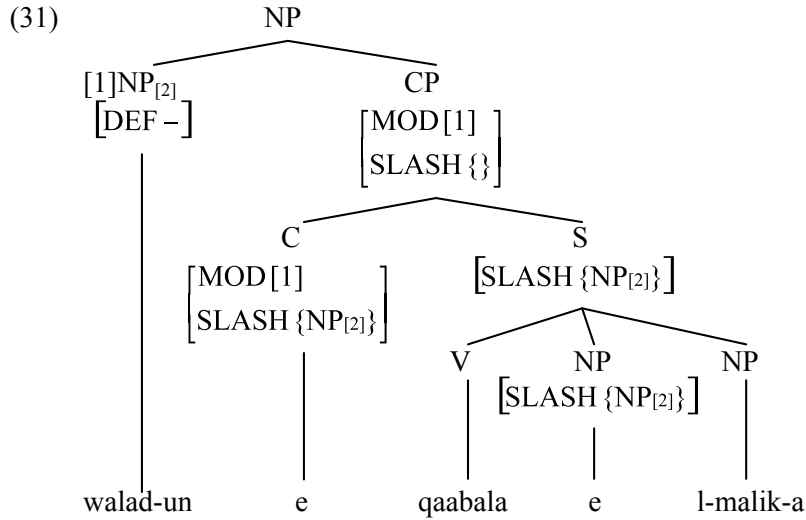 (31) NP
[1]NP[2] CP
[DEF –] [MOD [1]
SLASH {}]
C S
[MOD [1] [SLASH {NP[2]}]
SLASH {NP[2]}]
V NP NP
[SLASH {NP[2]}]
walad-un e qaabala e l-malik-a